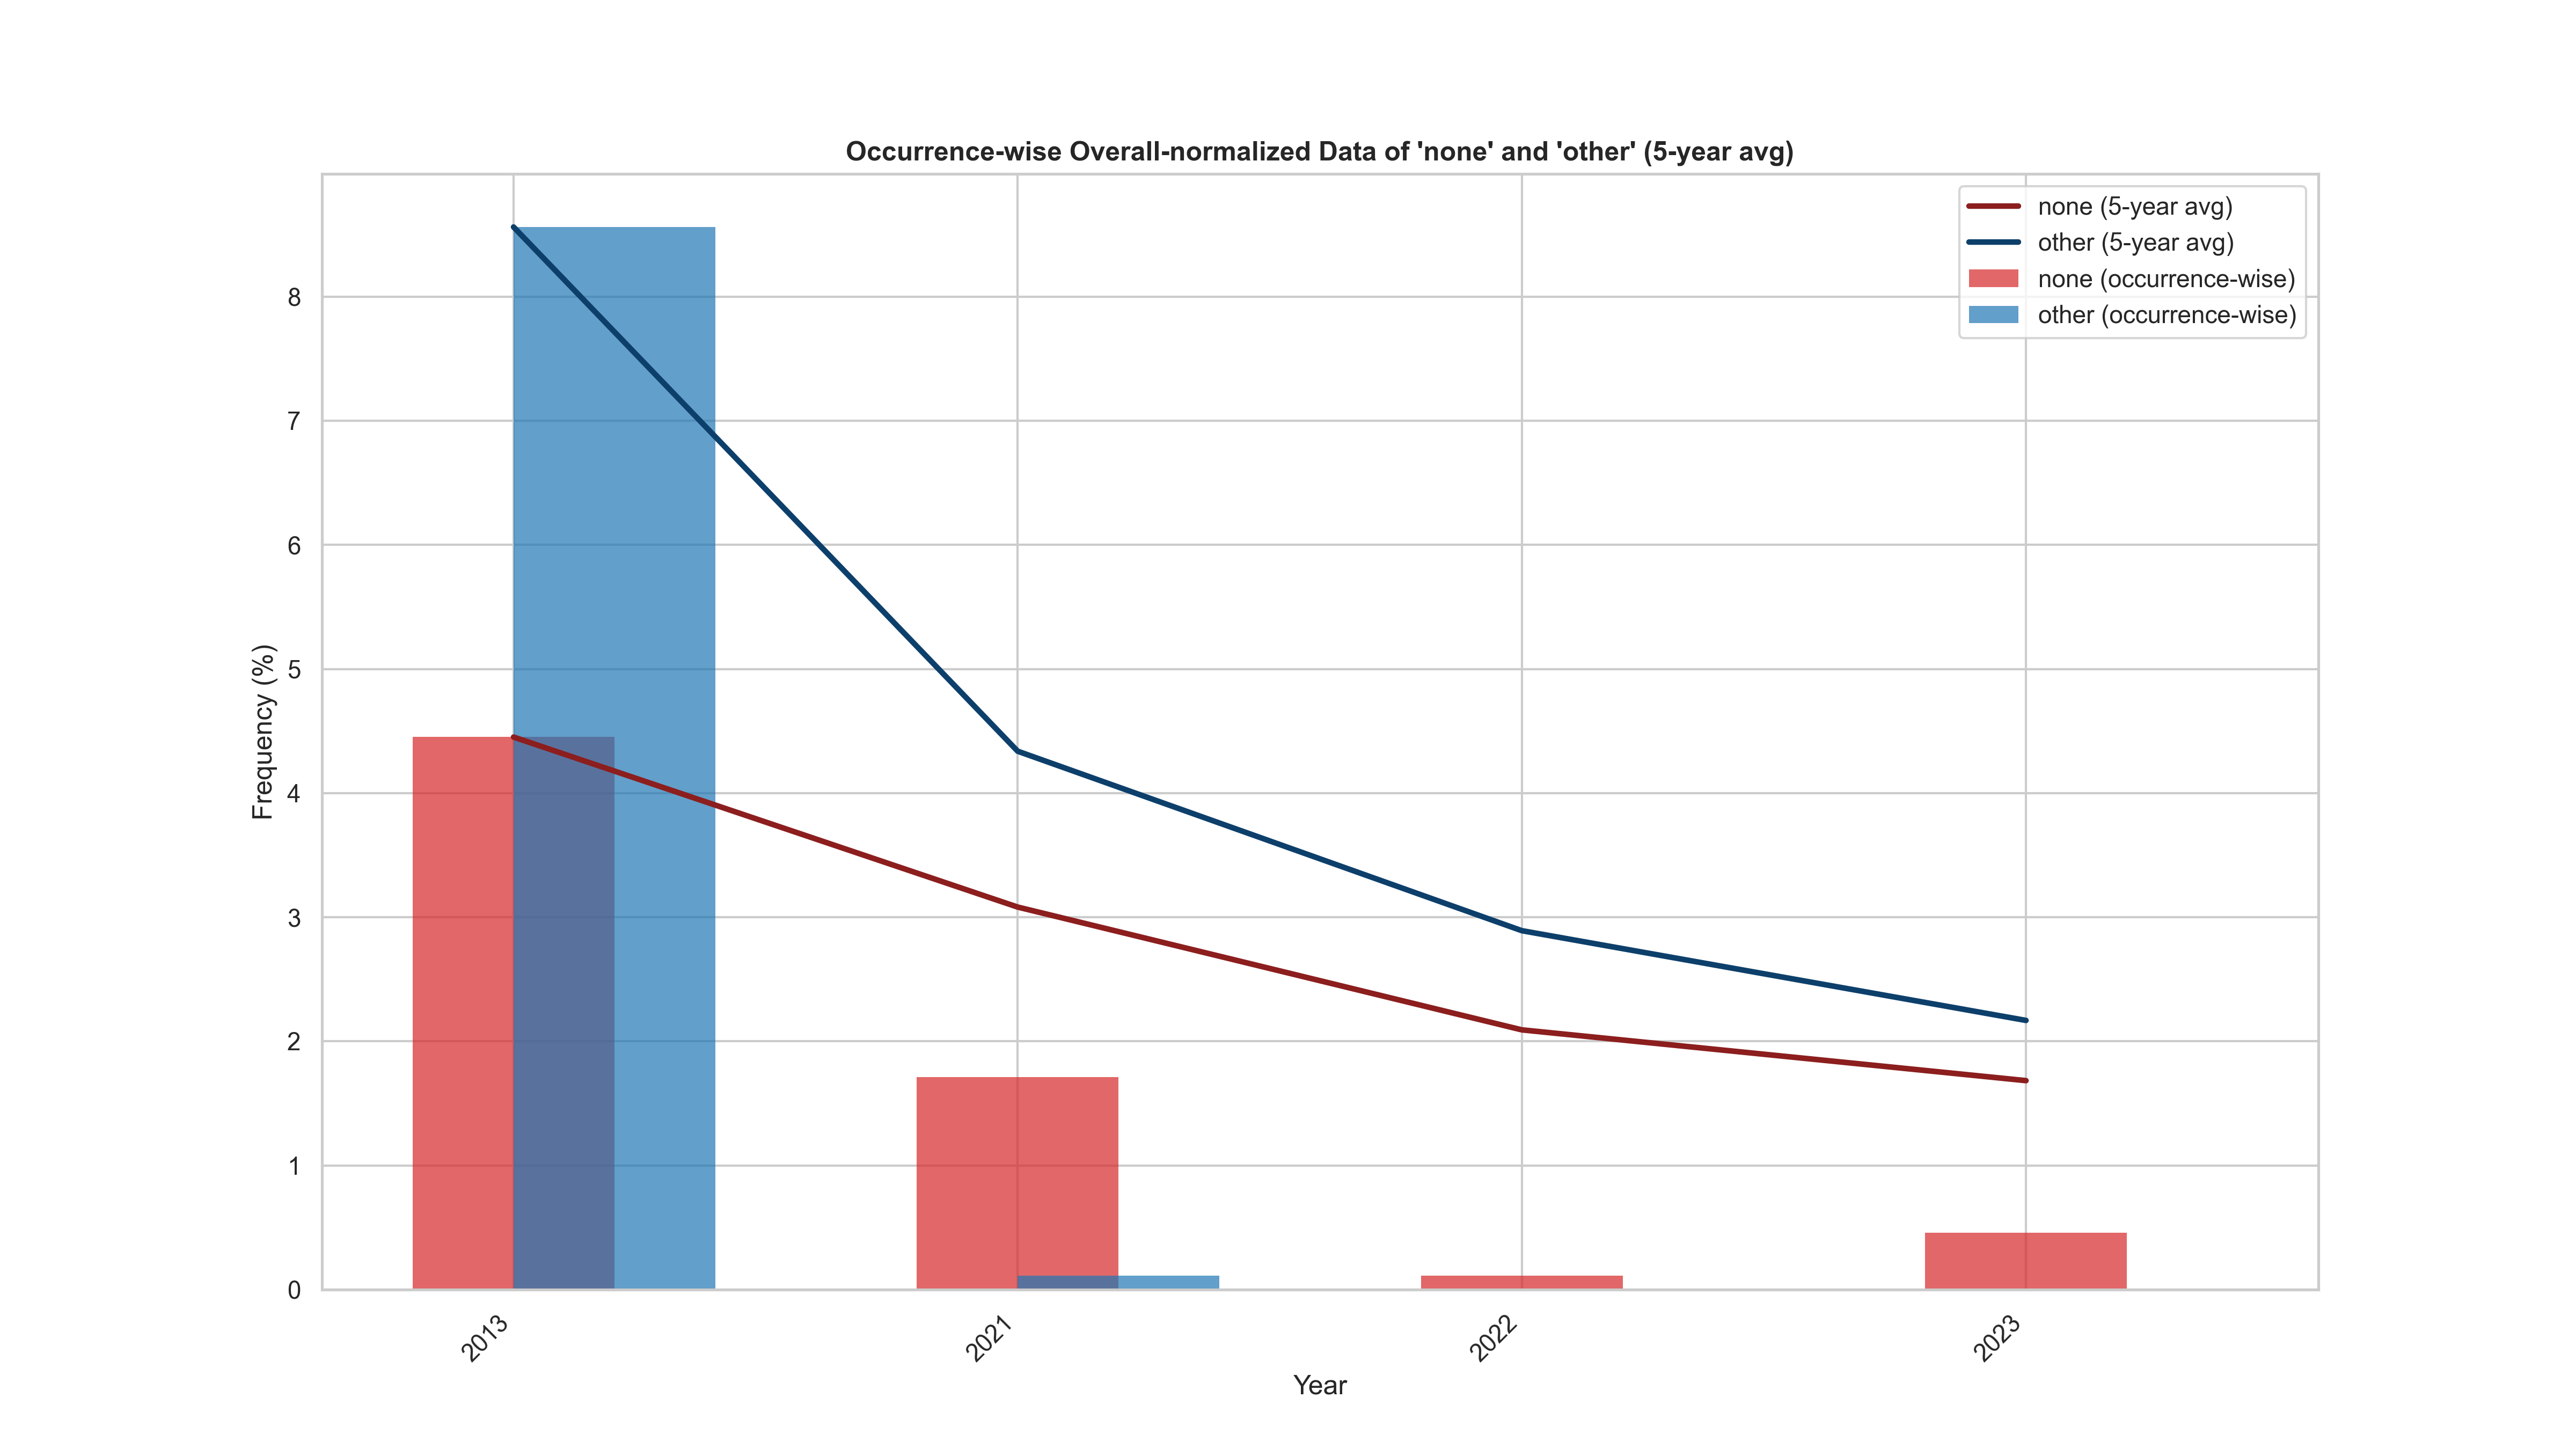 Occurrence-wise Overall-normalized Data of 'none' and 'other' (5-year avg)
none (5-year avg)
other (5-year avg)
none (occurrence-wise)
other (occurrence-wise)
8
7
6
5
4
3
2
1
0
Frequency (%)
2013
2021
2022
2023
Year